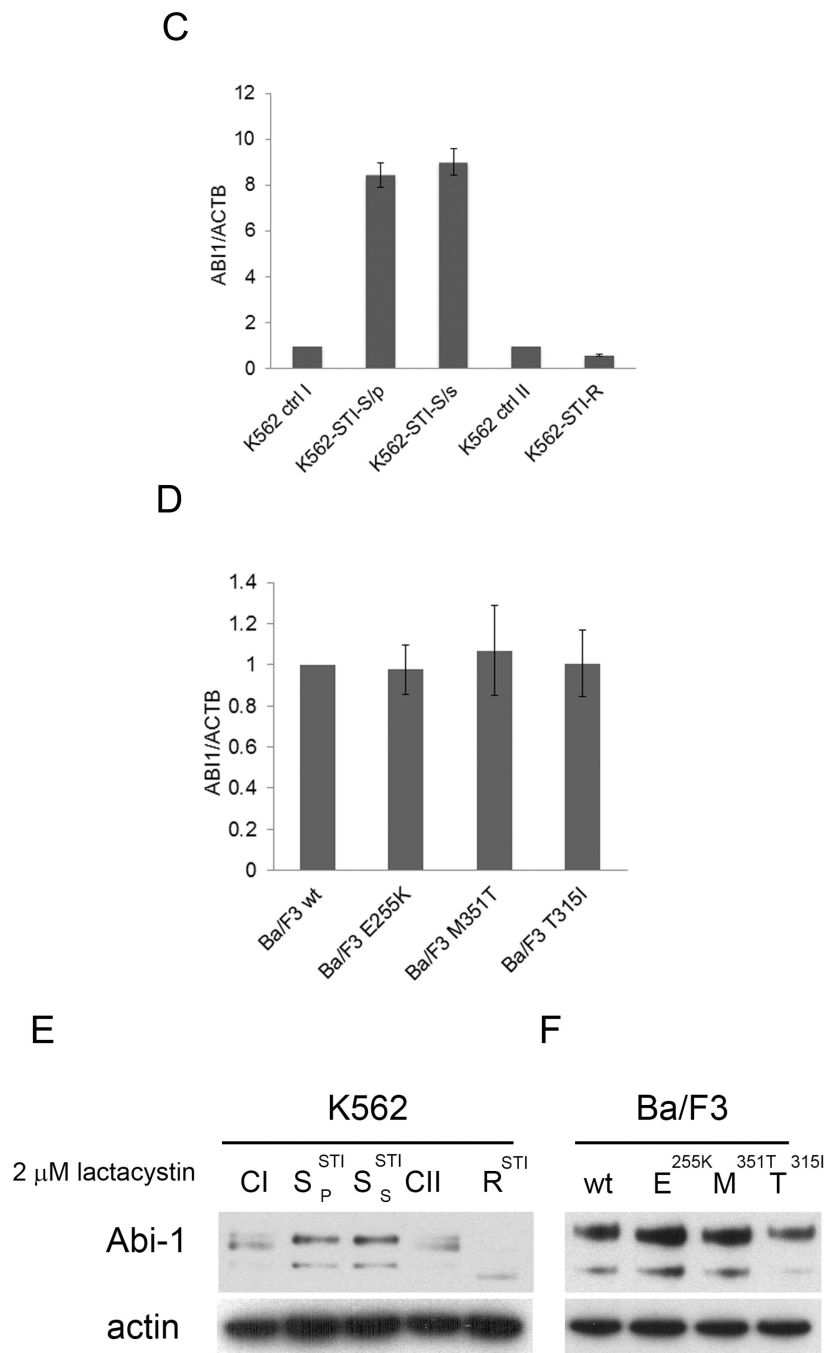 C
12
10
8
6
4
2
0
ABI1/ACTB
K562 ctrl I
K562-STI-S/p
K562-STI-S/s
K562 ctrl II
K562-STI-R
D
1.4
1.2
1
0.8
0.6
0.4
0.2
0
ABI1/ACTB
Ba/F3 wt
Ba/F3 E255K
Ba/F3 M351T
Ba/F3 T315I
E
F
K562
Ba/F3
2 μM lactacystin
CI S P STI S S STI CII R STI
wt E 255K M 351T T 315I
Abi-1
actin